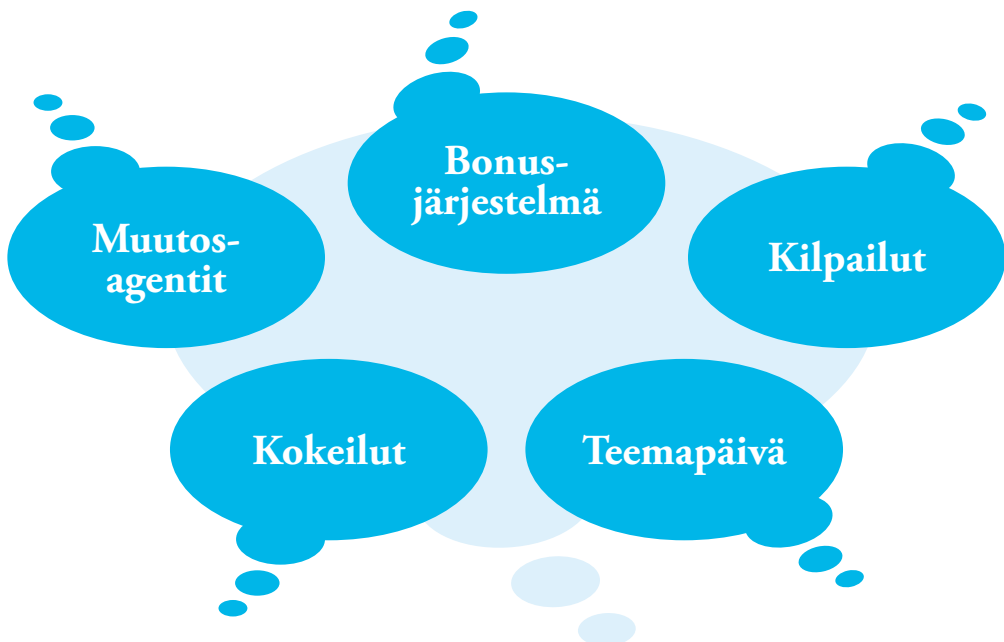 Bonus-
järjestelmä
Muutos-
agentit
Kilpailut
Kokeilut
Teemapäivä